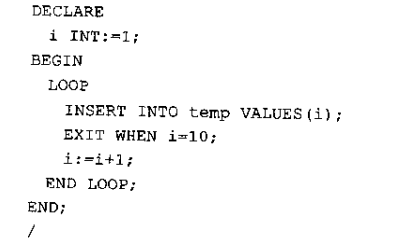 DECLARE
i INT:=1;
BEGIN
LOOP
INSERT INTO temp VALUES(i);
EXIT WHEN i=10;
i:=i+1;
END LOOP;
END;
/